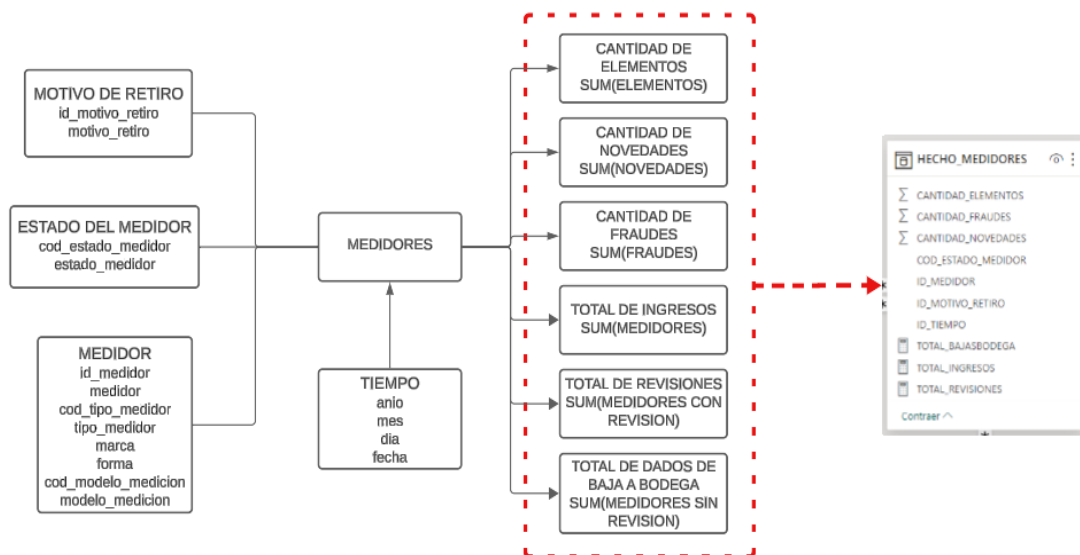 MOTIVO DE RETIRO
id_motivo_retiro
motivo_retiro
ESTADO DEL MEDIDOR
cod_estado_medidor
estado_medidor
MEDIDOR
id_medidor
medidor
cod_tipo_medidor
tipo_medidor
marca
forma
cod_modelo_medicion
modelo_medicion
MEDIDORES
TIEMPO
anio
mes
dia
fecha
CANTIDAD DE
ELEMENTOS
SUM(ELEMENTOS)
CANTIDAD DE
NOVEDADES
SUM(NOVEDADES)
CANTIDAD DE
FRAUDES
SUM(FRAUDES)
TOTAL DE INGRESOS
SUM(MEDIDORES)
TOTAL DE REVISIONES
SUM(MEDIDORES CON
REVISION)
TOTAL DE DADOS DE
BAJA A BODEGA
SUM(MEDIDORES SIN
REVISION)
HECHO_MEDIDORES
∑ CANTIDAD_ELEMENTOS
∑ CANTIDAD_FRAUDES
∑ CANTIDAD_NOVEDADES
COD_ESTADO_MEDIDOR
ID_MEDIDOR
ID_MOTIVO_RETIRO
ID_TIEMPO
TOTAL_BAJASBODEGA
TOTAL_INGRESOS
TOTAL_REVISIONES
Contraer